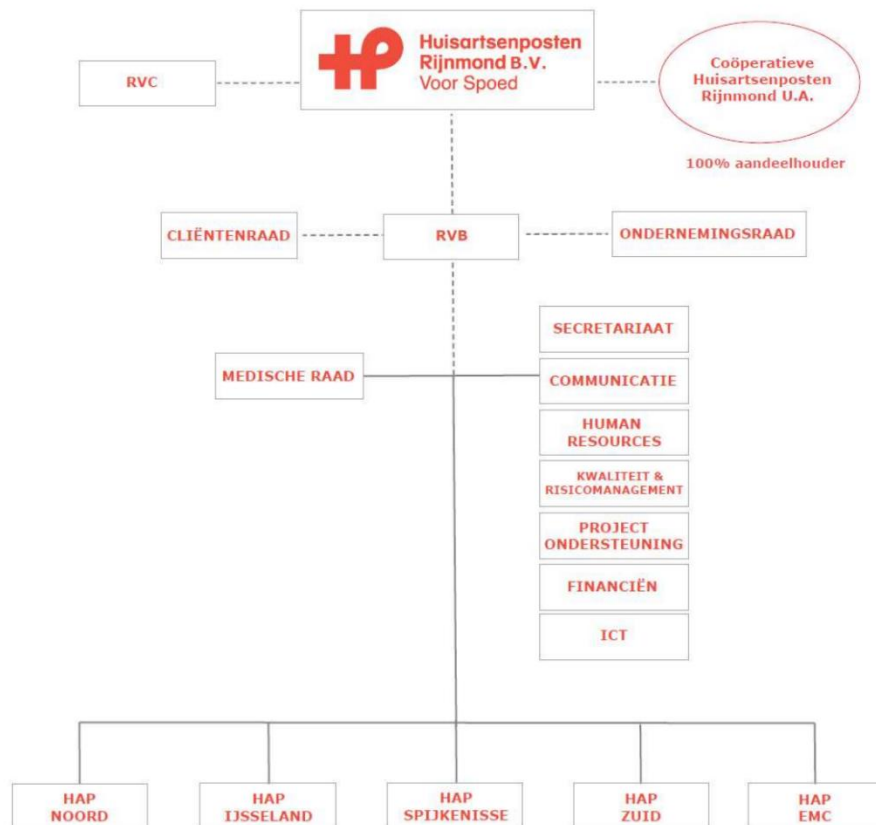 Huisartsenposten
Rijnmond B.V.
Voor Spoed
RVC
Coöperatieve
Huisartsenposten
Rijnmond U.A.
100% aandeelhouder
CLIËNTENRAAD
RVB
ONDERNEMINGSRAAD
MEDISCHE RAAD
SECRETARIAAT
COMMUNICATIE
HUMAN
RESOURCES
KWALITEIT &
RISICOMANAGEMENT
PROJECT
ONDERSTEUNING
FINANCIËN
ICT
HAP
NOORD
HAP
IJSSELAND
HAP
SPIJKENISSE
HAP
ZUID
HAP
EMC